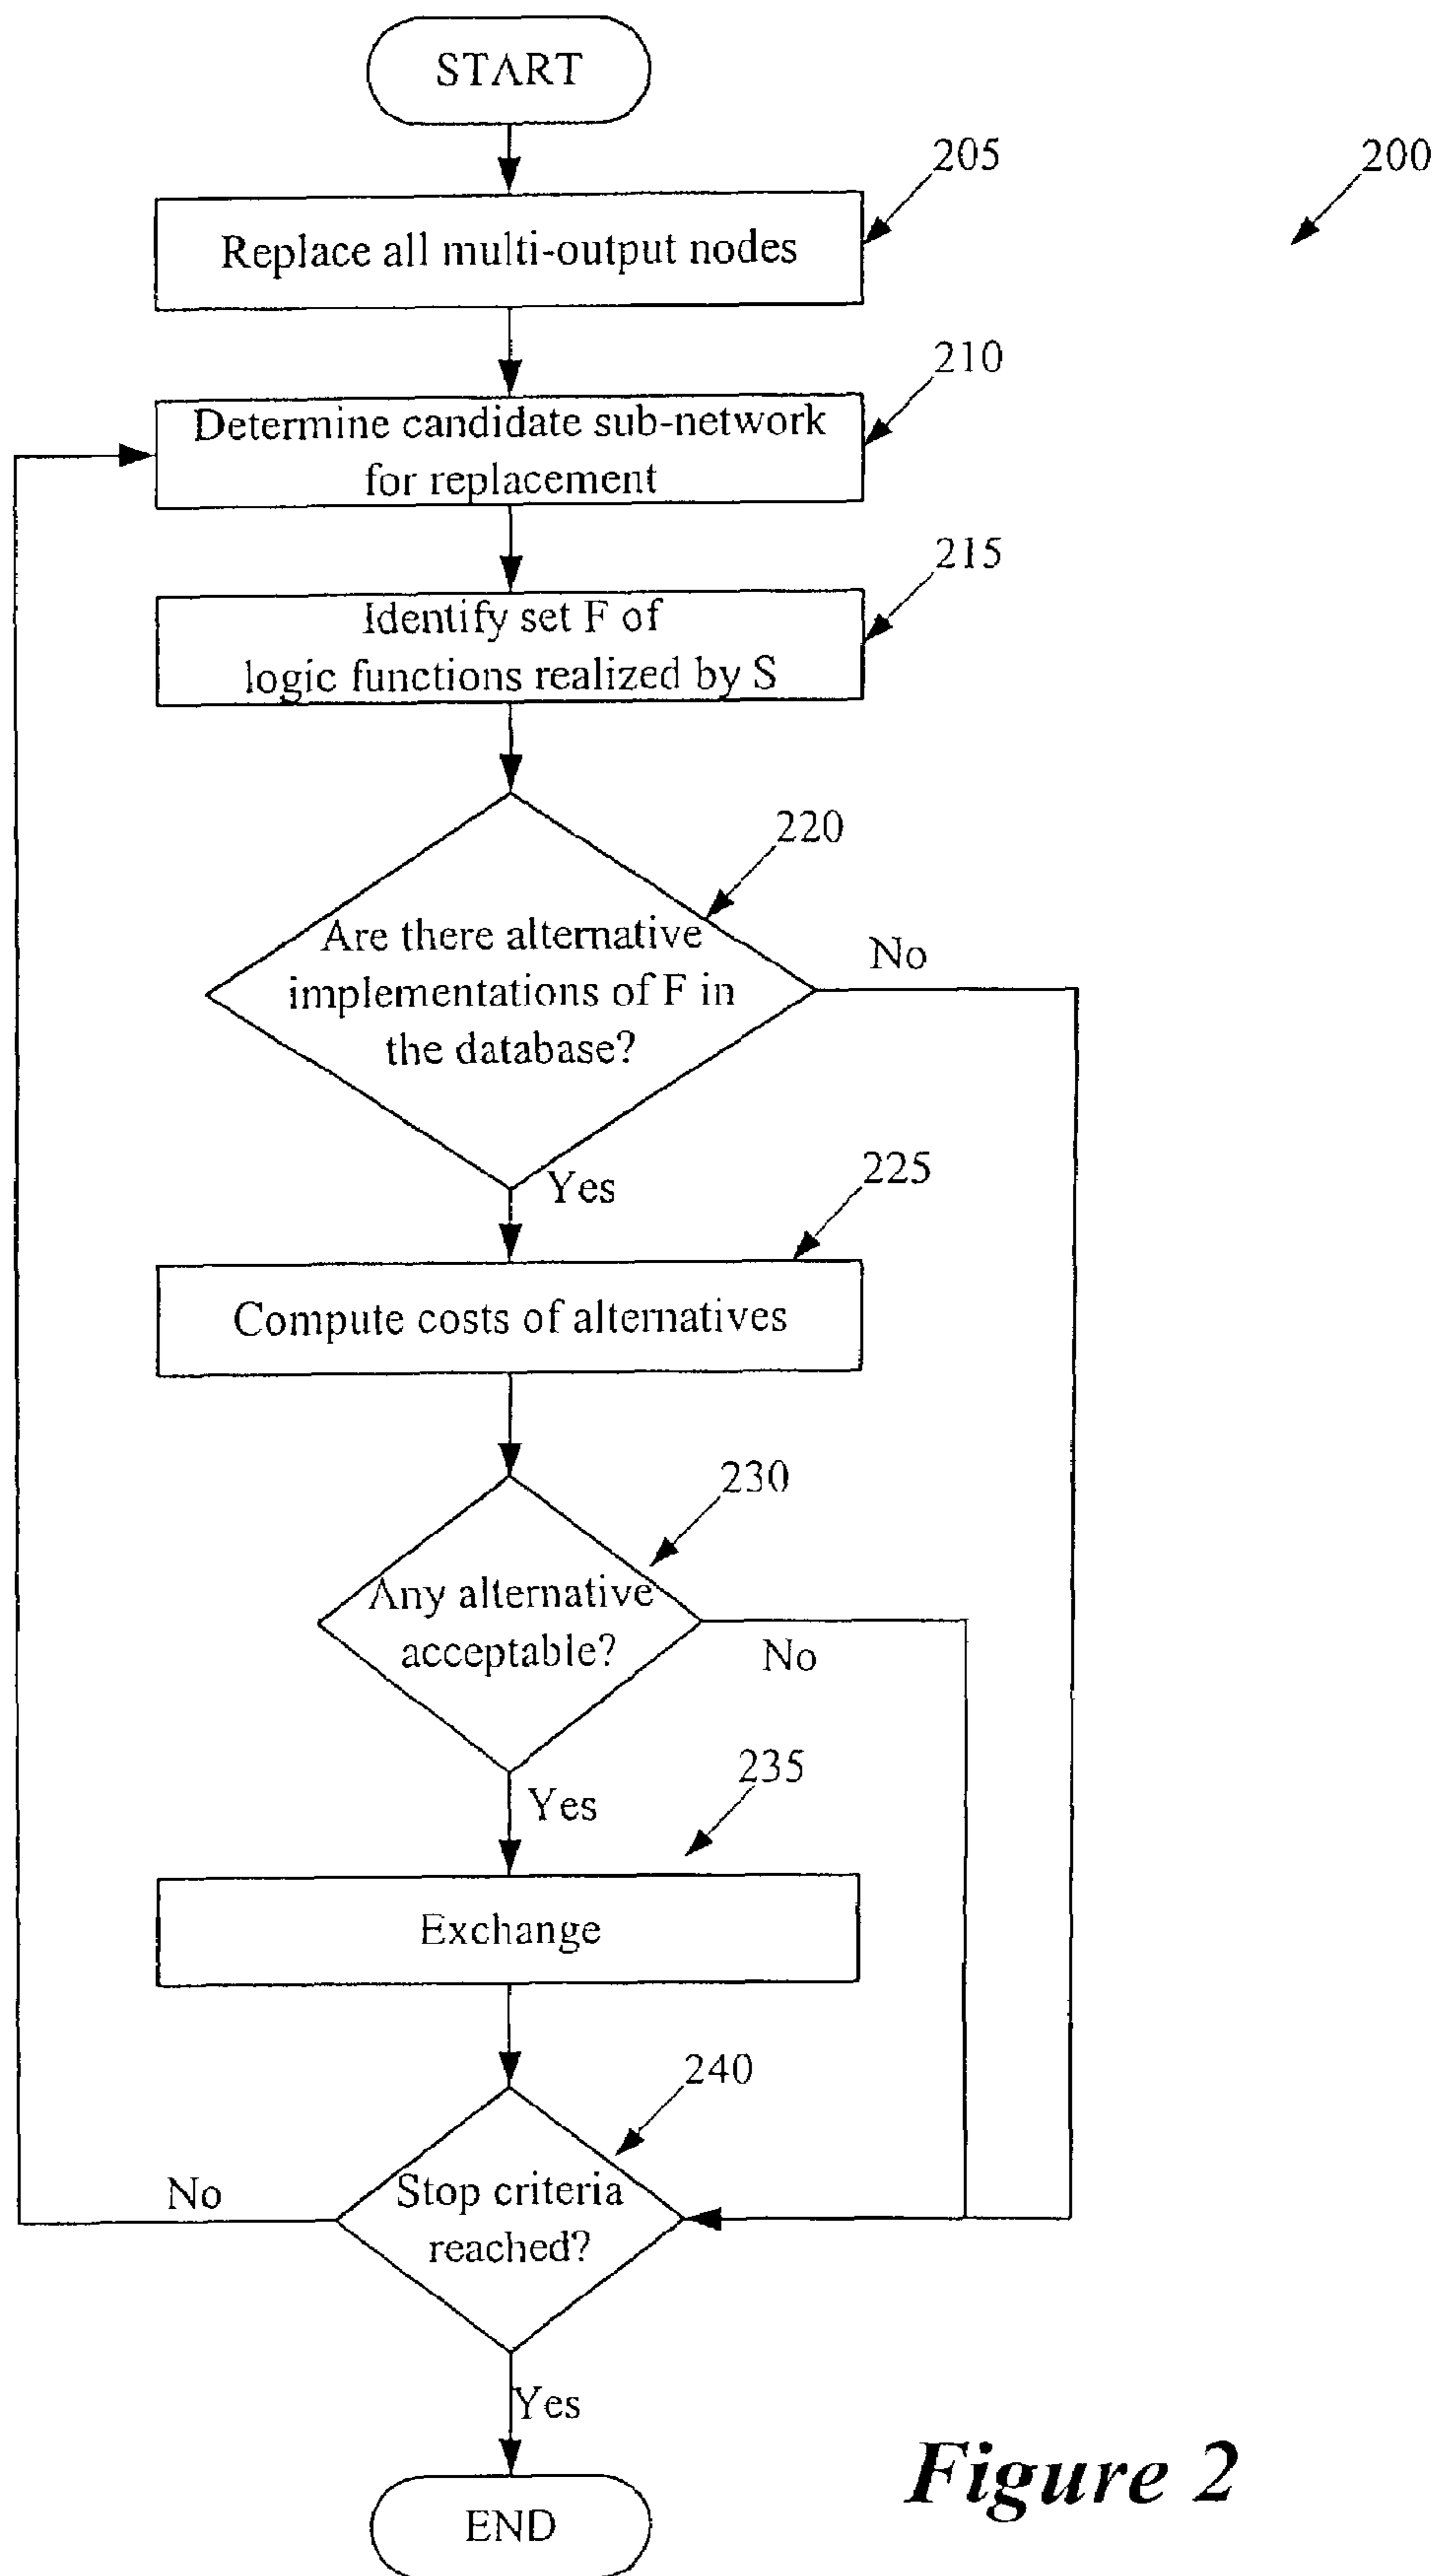 START
205
200
Replace all multi-output nodes
210
Determine candidate sub-network
for replacement
215
Identify set F of
logic functions realized by S
220
Are there alternative
implementations of F in
the database?
No
Yes
225
Compute costs of alternatives
230
Any alternative
acceptable?
No
Yes
235
Exchange
240
Stop criteria
reached?
No
Yes
END
Figure 2